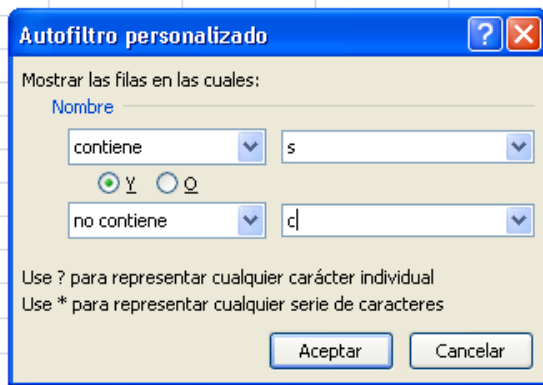 Autofiltro personalizado
Mostrar las filas en las cuales:
Nombre
contiene s
Y O
no contiene c
Use ? para representar cualquier carácter individual
Use * para representar cualquier serie de caracteres
Aceptar Cancelar